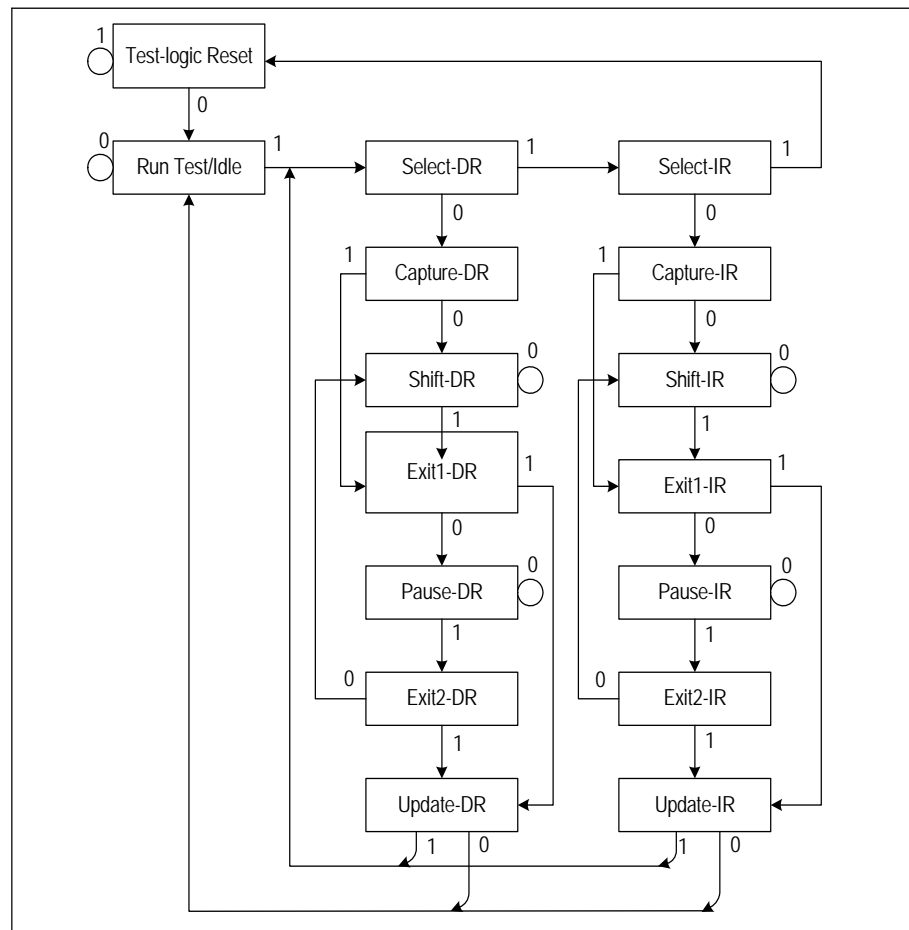 1
Test-logic Reset
0
0
Run Test/Idle
1
Select-DR
1
Select-IR
1
0
0
1
Capture-DR
1
Capture-IR
0
0
Shift-DR
0
Shift-IR
0
1
1
Exit1-DR
1
Exit1-IR
1
0
0
Pause-DR
0
Pause-IR
0
1
1
0
Exit2-DR
0
Exit2-IR
1
1
Update-DR
Update-IR
1
0
1
0